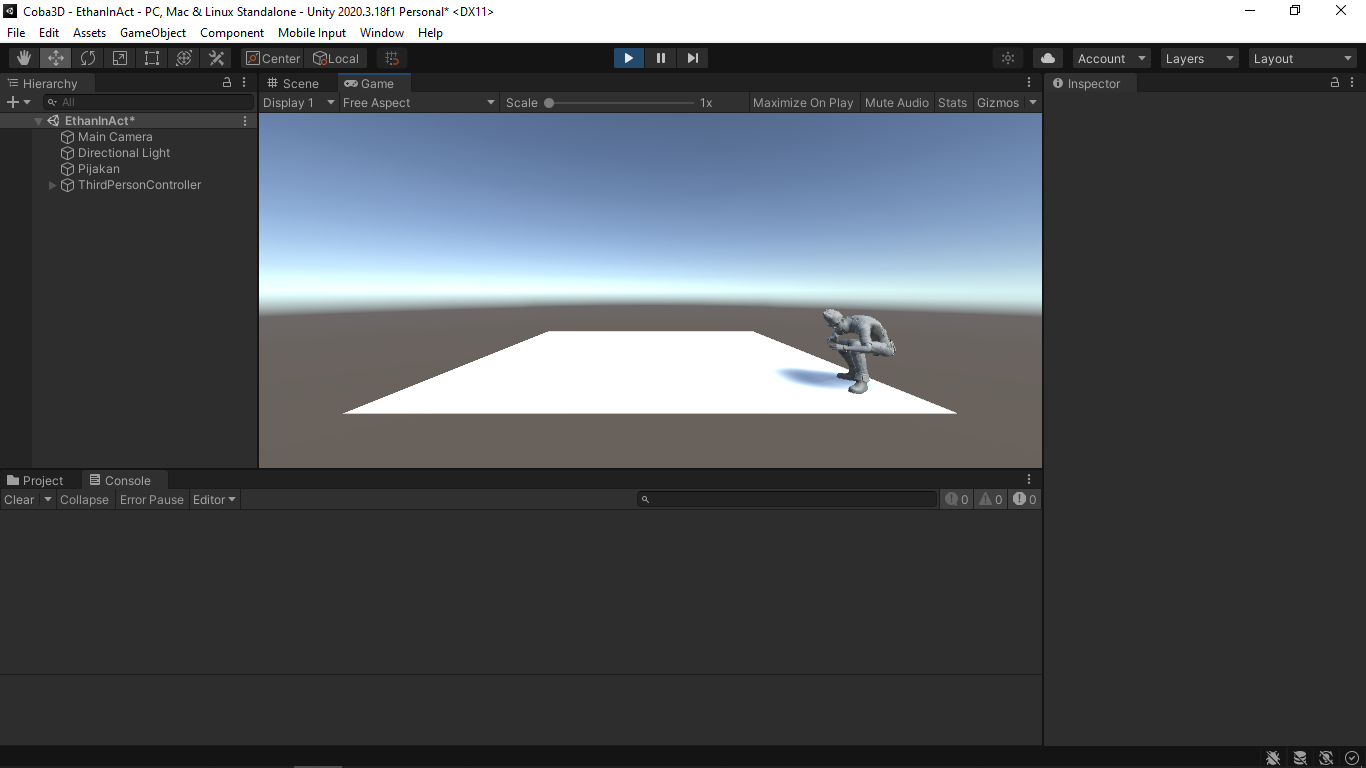 Coba3D - EthanInAct - PC, Mac & Linux Standalone - Unity 2020.3.18f1 Personal* <DX11>
File Edit Assets GameObject Component Mobile Input Window Help
Center Local Account Layers Layout
Hierarchy
All
EthanInAct*
Main Camera
Directional Light
Pijakan
ThirdPersonController
Scene Game
Display 1 Free Aspect Scale 1x Maximize On Play Mute Audio Stats Gizmos
Inspector
Project Console
Clear Collapse Error Pause Editor 0 0 0